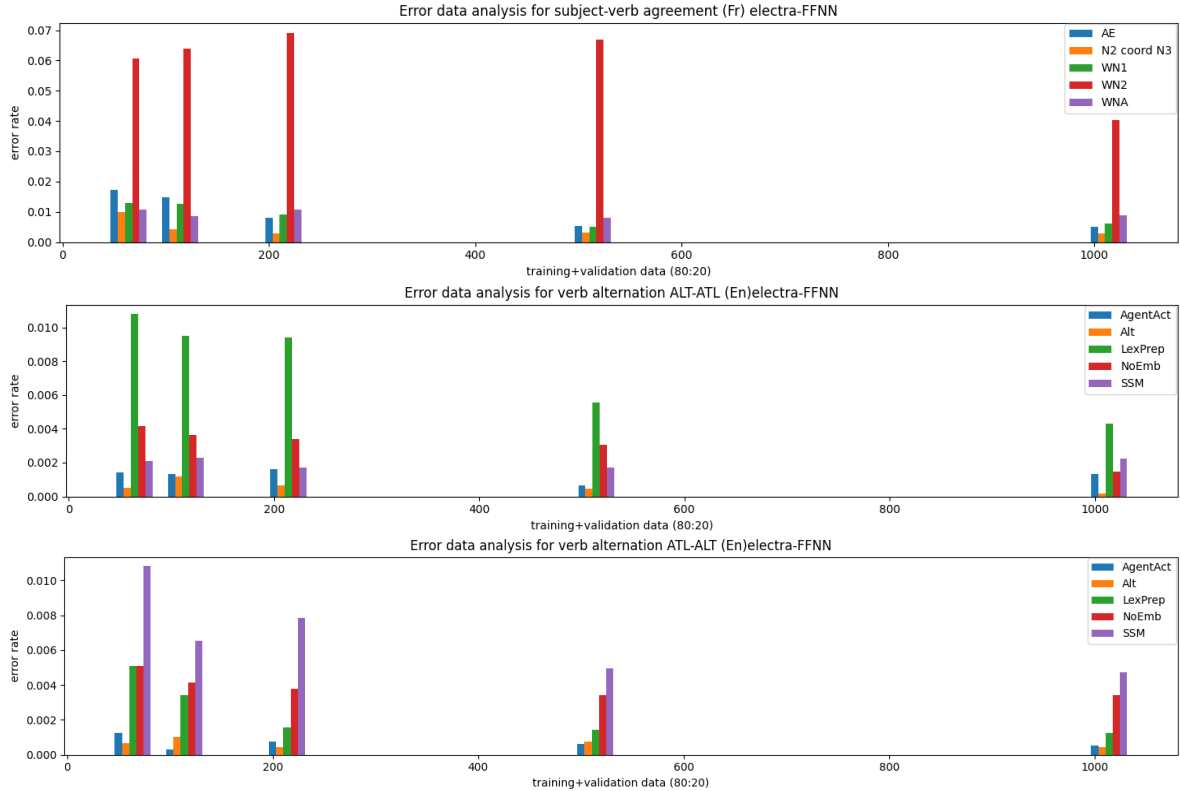 Error data analysis for subject-verb agreement (Fr) electra-FFNN
0.07
0.06
0.05
0.04
0.03
0.02
0.01
0.00
error rate
AE
N2 coord N3
WN1
WN2
WNA
0 200 400 600 800 1000
training+validation data (80:20)
Error data analysis for verb alternation ALT-ATL (En)electra-FFNN
0.010
0.008
0.006
0.004
0.002
0.000
error rate
AgentAct
Alt
LexPrep
NoEmb
SSM
0 200 400 600 800 1000
training+validation data (80:20)
Error data analysis for verb alternation ATL-ALT (En)electra-FFNN
0.010
0.008
0.006
0.004
0.002
0.000
error rate
AgentAct
Alt
LexPrep
NoEmb
SSM
0 200 400 600 800 1000
training+validation data (80:20)